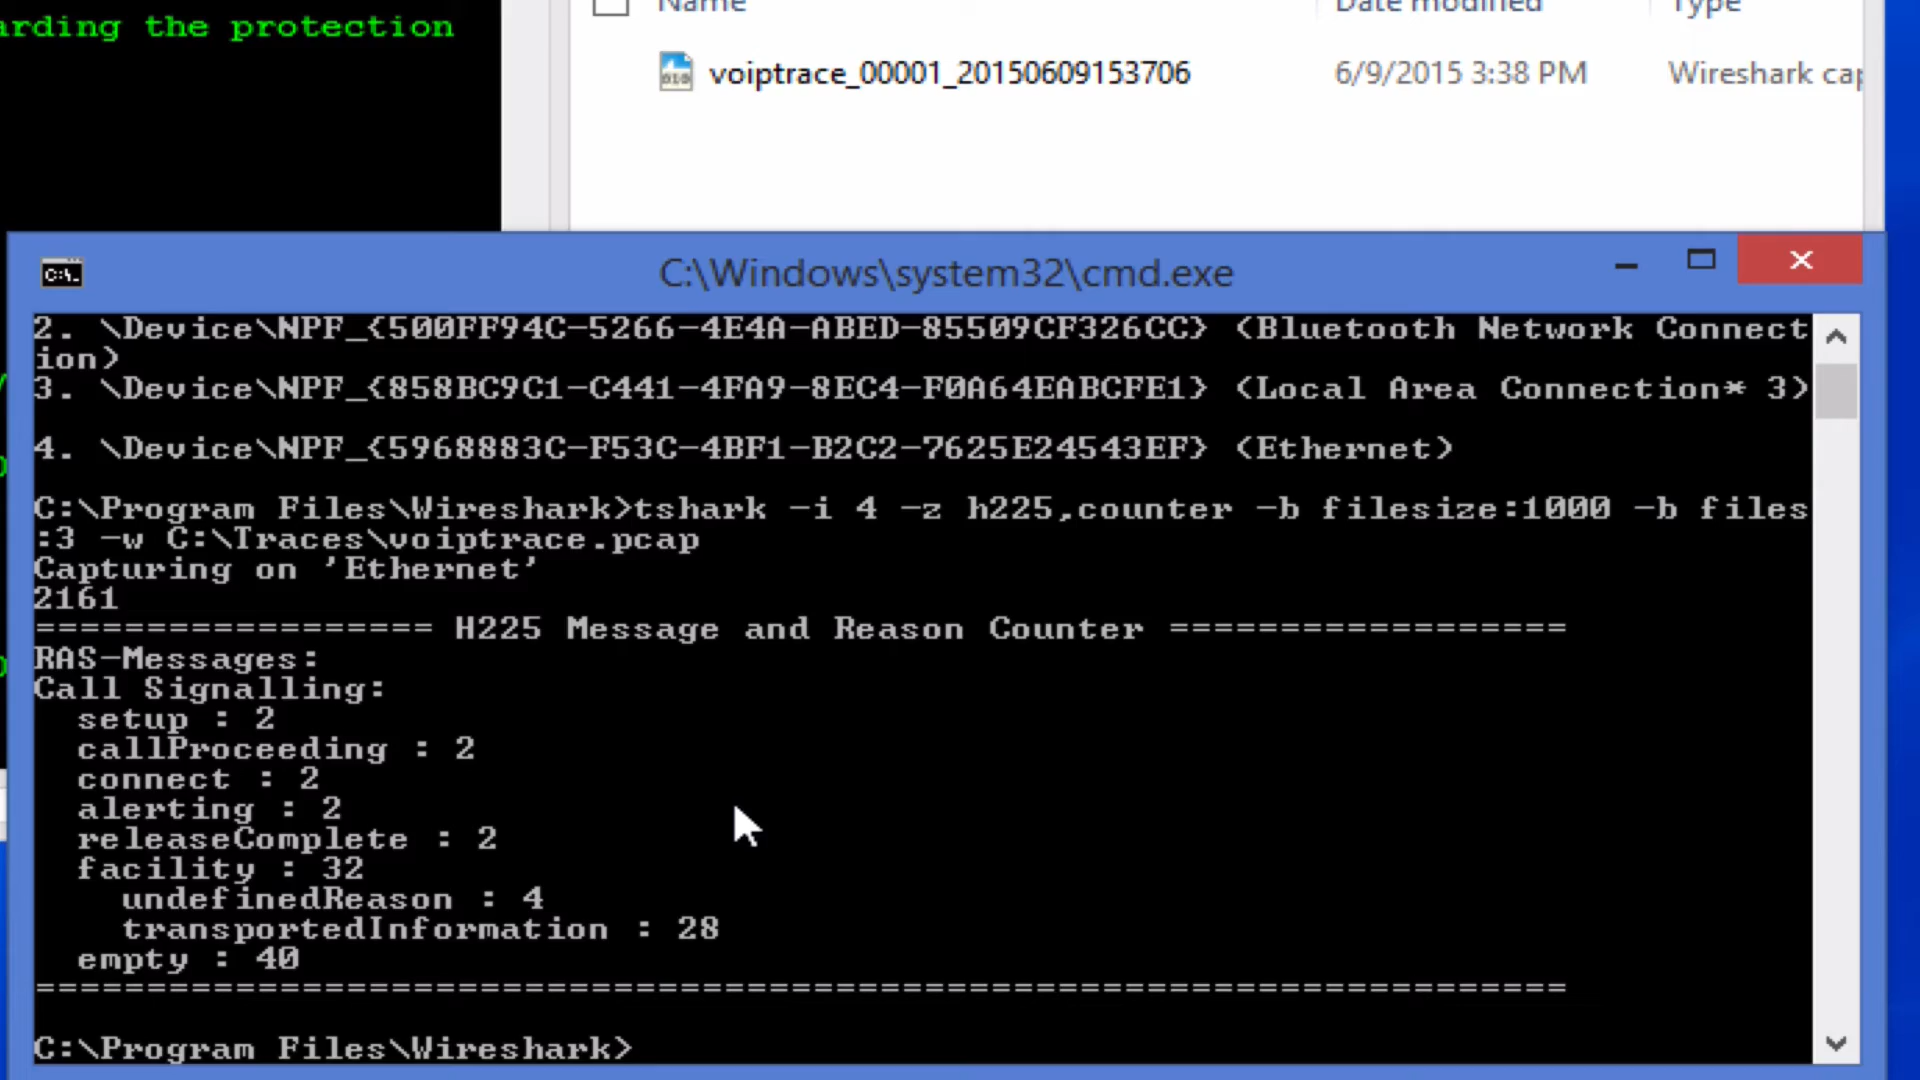 arding the protection
Name Date modified Type
voiptrace_00001_20150609153706 6/9/2015 3:38 PM Wireshark cap
C:\Windows\system32\cmd.exe
2. \Device\NPF_{500FF94C-5266-4E4A-ABED-85509CF326CC} (Bluetooth Network Connect
ion)
3. \Device\NPF_{858BC9C1-C441-4FA9-8EC4-F0A64EABCFE1} (Local Area Connection* 3)
4. \Device\NPF_{5968883C-F53C-4BF1-B2C2-7625E24543EF} (Ethernet)
C:\Program Files\Wireshark>tshark -i 4 -z h225,counter -b filesize:1000 -b files
:3 -w C:\Traces\voiptrace.pcap
Capturing on 'Ethernet'
2161
================== H225 Message and Reason Counter ==================
RAS-Messages:
Call Signalling:
setup : 2
callProceeding : 2
connect : 2
alerting : 2
releaseComplete : 2
facility : 32
undefinedReason : 4
transportedInformation : 28
empty : 40
=====================================================================
C:\Program Files\Wireshark>